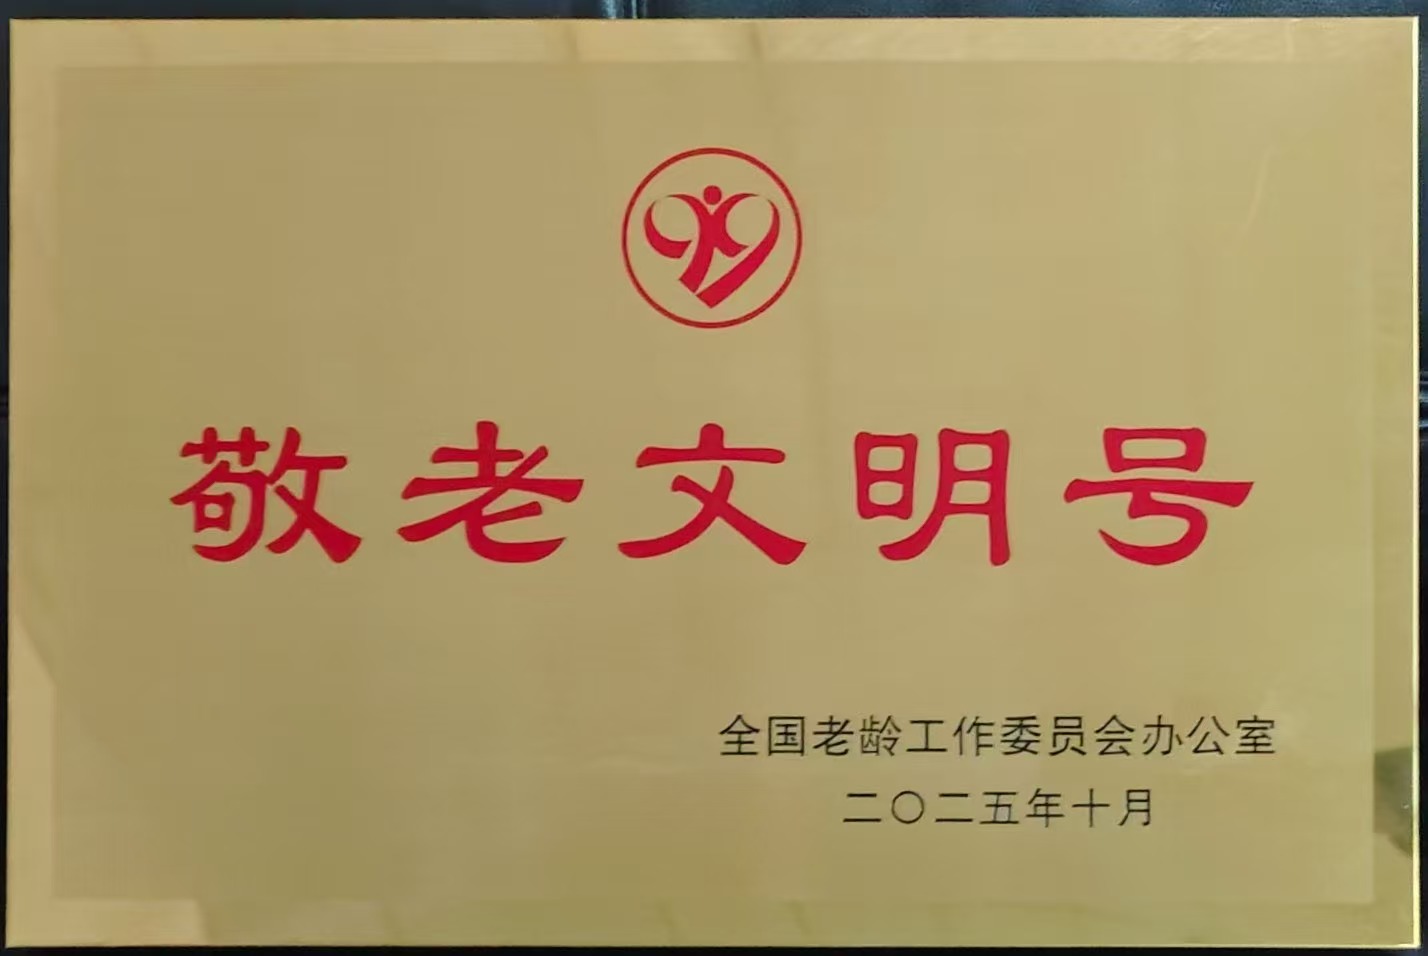 敬老文明号
全国老龄工作委员会办公室
二〇二五年十月